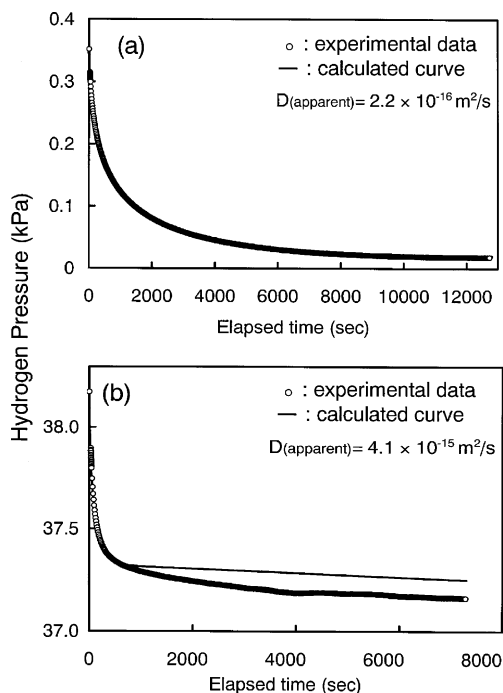 Hydrogen Pressure (kPa)
0.4
0.3
0.2
0.1
0
(a)
○ : experimental data
— : calculated curve
D(apparent)= 2.2 × 10-16 m2/s
0 2000 4000 6000 8000 10000 12000
Elapsed time (sec)
38.0
37.5
37.0
(b)
○ : experimental data
— : calculated curve
D(apparent)= 4.1 × 10-15 m2/s
0 2000 4000 6000 8000
Elapsed time (sec)